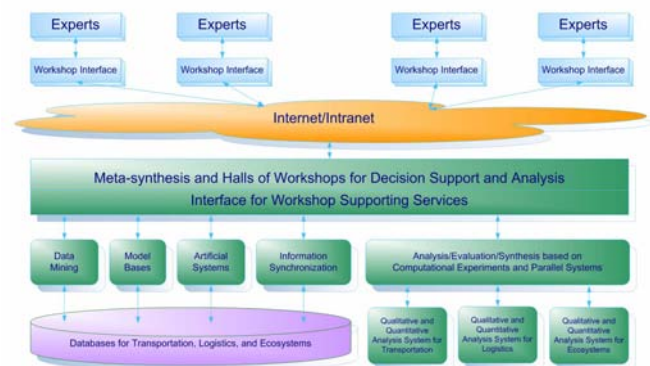 Experts
Experts
Experts
Experts
Workshop Interface
Workshop Interface
Workshop Interface
Workshop Interface
Internet/Intranet
Meta-synthesis and Halls of Workshops for Decision Support and Analysis
Interface for Workshop Supporting Services
Data
Mining
Model
Bases
Artificial
Systems
Information
Synchronization
Analysis/Evaluation/Synthesis based on
Computational Experiments and Parallel Systems
Databases for Transportation, Logistics, and Ecosystems
Qualitative and
Quantitative
Analysis System for
Transportation
Qualitative and
Quantitative
Analysis System for
Logistics
Qualitative and
Quantitative
Analysis System for
Ecosystems